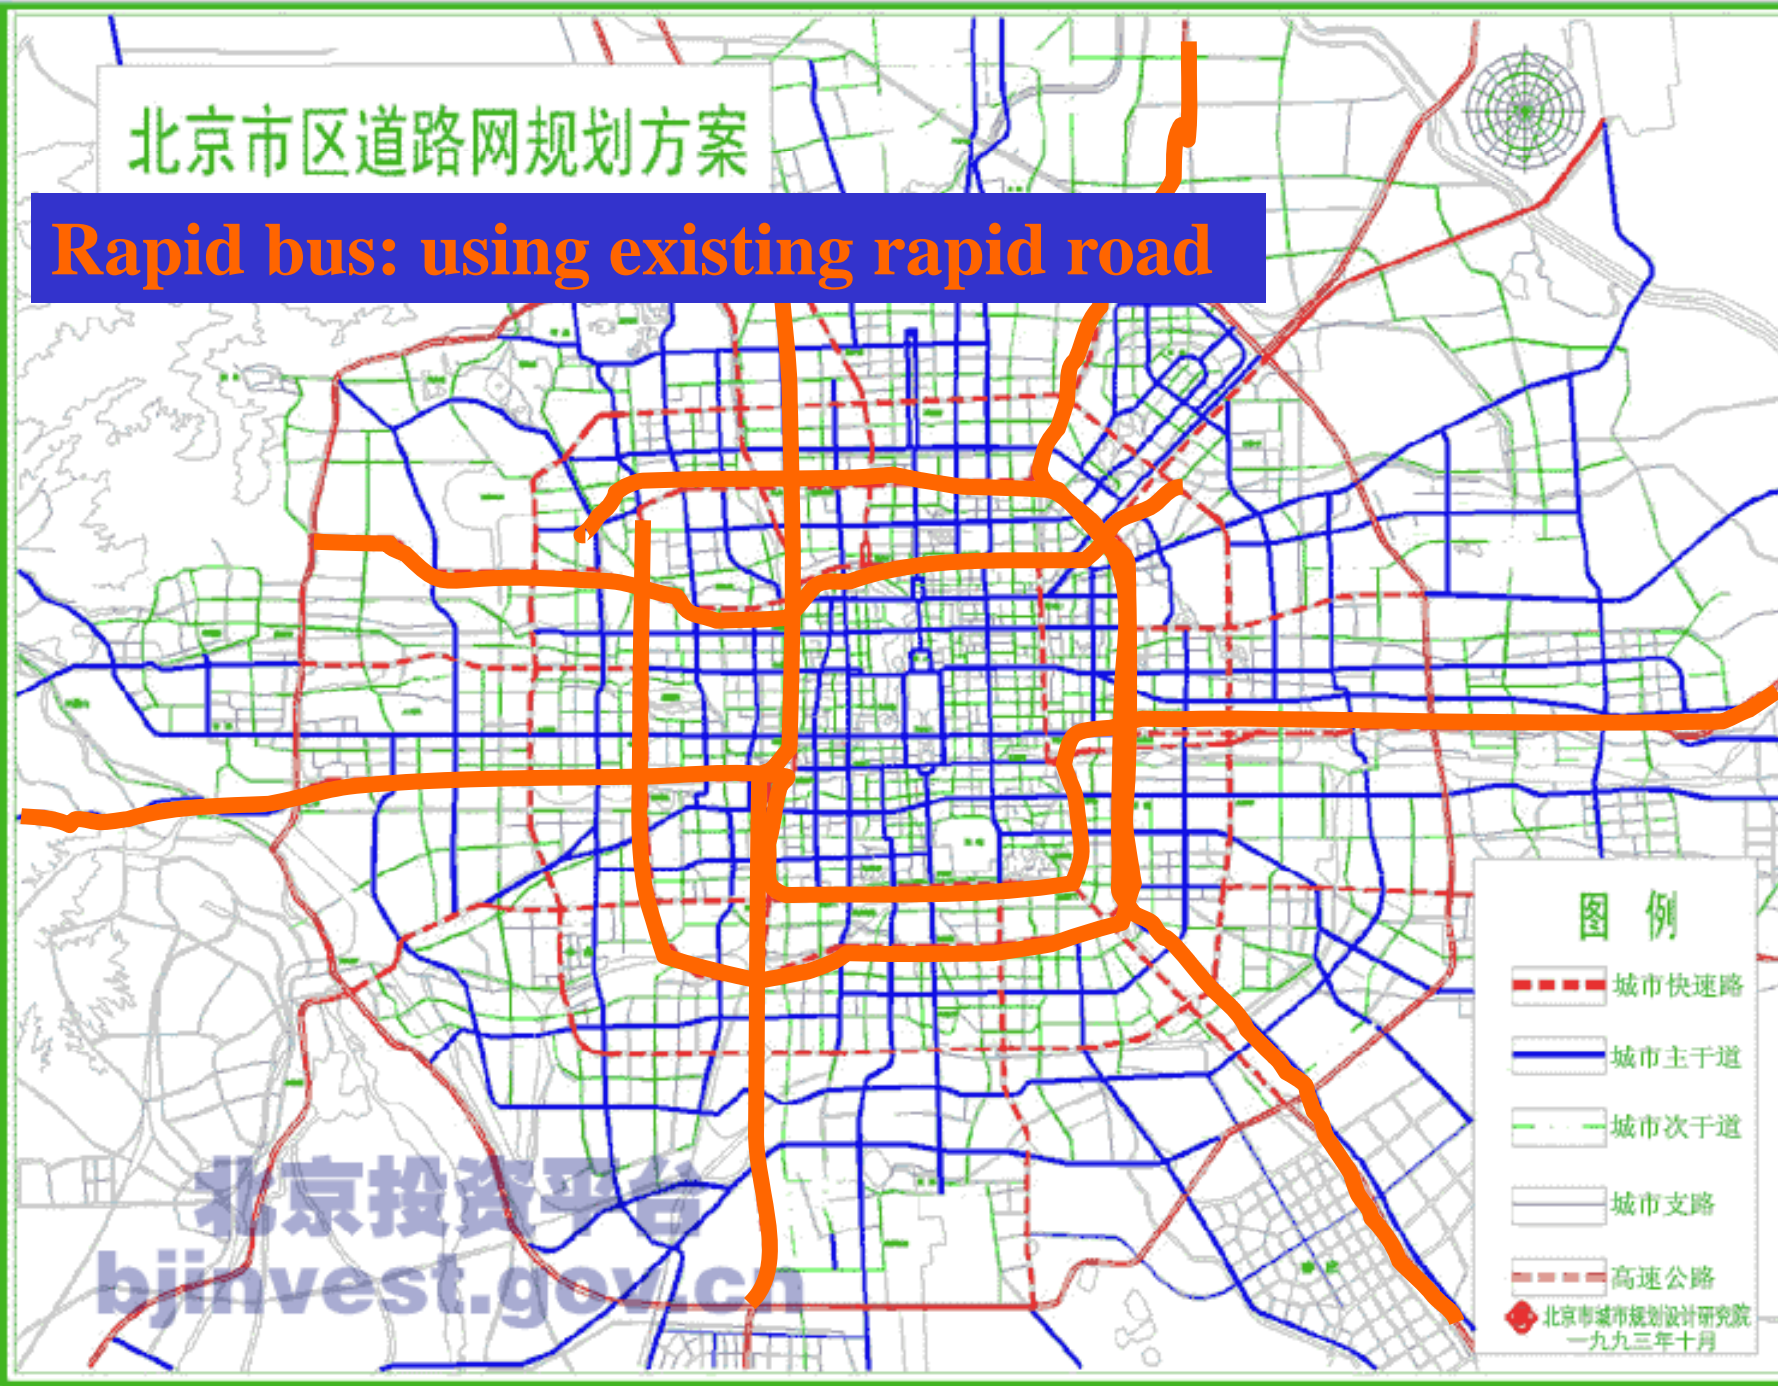 北京市区道路网规划方案
Rapid bus: using existing rapid road
图 例
城市快速路
城市主干道
城市次干道
城市支路
高速公路
北京市城市规划设计研究院
一九九三年十月
北京投资平台
bjinvest.gov.cn